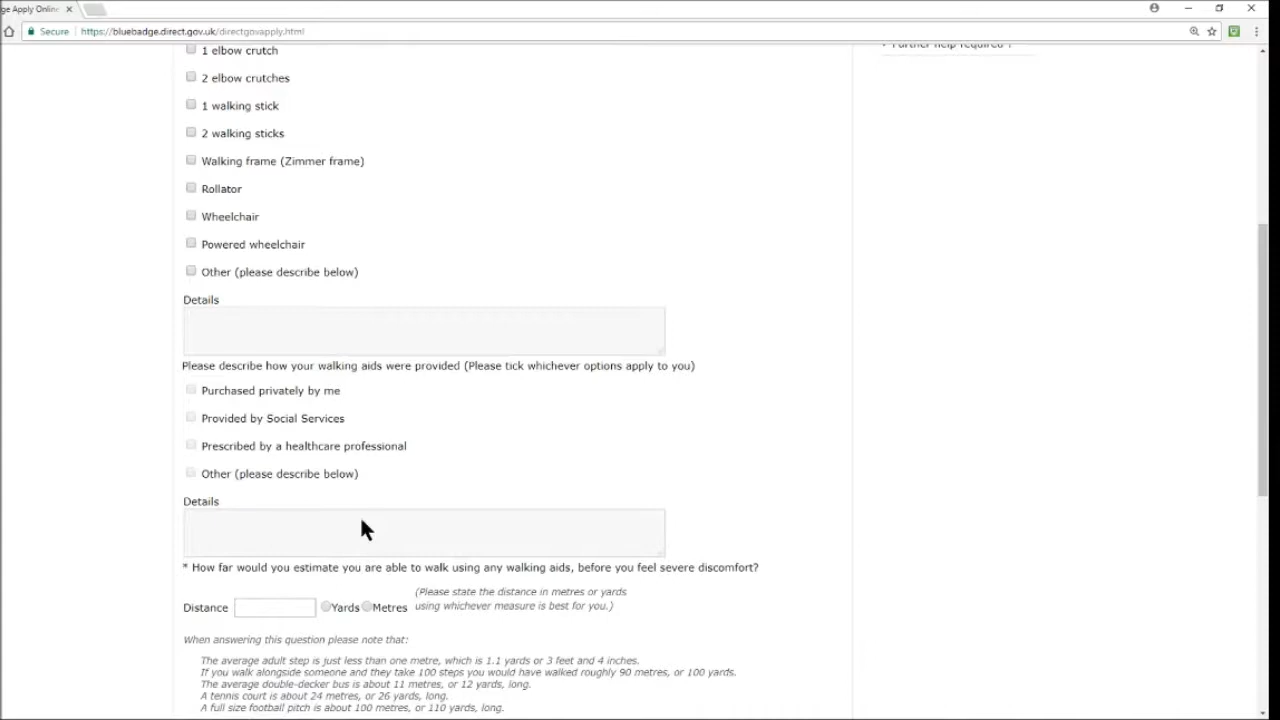 ge Apply Online
Secure https://bluebadge.direct.gov.uk/directgovapply.html
Further help required ?
1 elbow crutch
2 elbow crutches
1 walking stick
2 walking sticks
Walking frame (Zimmer frame)
Rollator
Wheelchair
Powered wheelchair
Other (please describe below)
Details
Please describe how your walking aids were provided (Please tick whichever options apply to you)
Purchased privately by me
Provided by Social Services
Prescribed by a healthcare professional
Other (please describe below)
Details
* How far would you estimate you are able to walk using any walking aids, before you feel severe discomfort?
(Please state the distance in metres or yards
Distance Yards Metres using whichever measure is best for you.)
When answering this question please note that:
The average adult step is just less than one metre, which is 1.1 yards or 3 feet and 4 inches.
If you walk alongside someone and they take 100 steps you would have walked roughly 90 metres, or 100 yards.
The average double-decker bus is about 11 metres, or 12 yards, long.
A tennis court is about 24 metres, or 26 yards, long.
A full size football pitch is about 100 metres, or 110 yards, long.